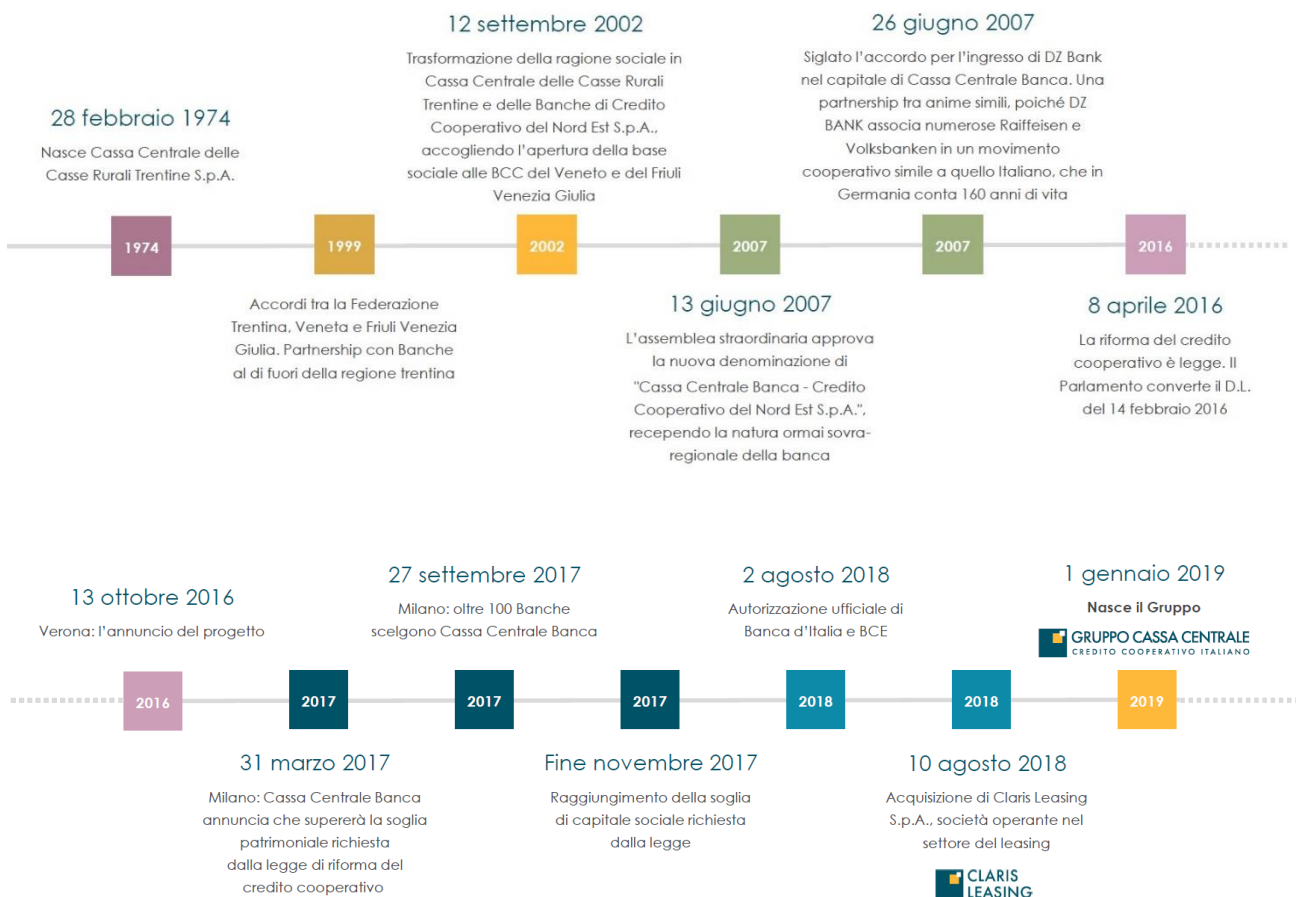 28 febbraio 1974
Nasce Cassa Centrale delle
Casse Rurali Trentine S.p.A.
12 settembre 2002
Trasformazione della ragione sociale in
Cassa Centrale delle Casse Rurali
Trentine e delle Banche di Credito
Cooperativo del Nord Est S.p.A.,
accogliendo l'apertura della base
sociale alle BCC del Veneto e del Friuli
Venezia Giulia
26 giugno 2007
Siglato l'accordo per l'ingresso di DZ Bank
nel capitale di Cassa Centrale Banca. Una
partnership tra anime simili, poiché DZ
BANK associa numerose Raiffeisen e
Volksbanken in un movimento
cooperativo simile a quello Italiano, che in
Germania conta 160 anni di vita
1974
1999
2002
2007
2007
2016
Accordi tra la Federazione
Trentina, Veneta e Friuli Venezia
Giulia. Partnership con Banche
al di fuori della regione trentina
13 giugno 2007
L'assemblea straordinaria approva
la nuova denominazione di
"Cassa Centrale Banca - Credito
Cooperativo del Nord Est S.p.A.",
recependo la natura ormai sovra-
regionale della banca
8 aprile 2016
La riforma del credito
cooperativo è legge. Il
Parlamento converte il D.L.
del 14 febbraio 2016
13 ottobre 2016
Verona: l'annuncio del progetto
27 settembre 2017
Milano: oltre 100 Banche
scelgono Cassa Centrale Banca
2 agosto 2018
Autorizzazione ufficiale di
Banca d'Italia e BCE
1 gennaio 2019
Nasce il Gruppo
GRUPPO CASSA CENTRALE
CREDITO COOPERATIVO ITALIANO
2016
2017
2017
2017
2018
2018
2019
31 marzo 2017
Milano: Cassa Centrale Banca
annuncia che supererà la soglia
patrimoniale richiesta
dalla legge di riforma del
credito cooperativo
Fine novembre 2017
Raggiungimento della soglia
di capitale sociale richiesta
dalla legge
10 agosto 2018
Acquisizione di Claris Leasing
S.p.A., società operante nel
settore del leasing
CLARIS
LEASING